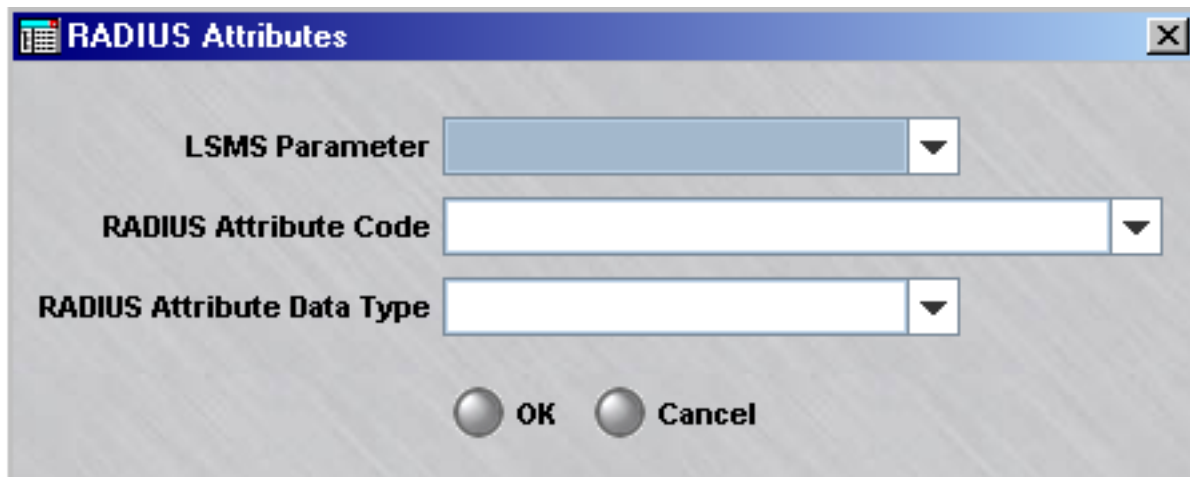 RADIUS Attributes
LSMS Parameter
RADIUS Attribute Code
RADIUS Attribute Data Type
OK Cancel